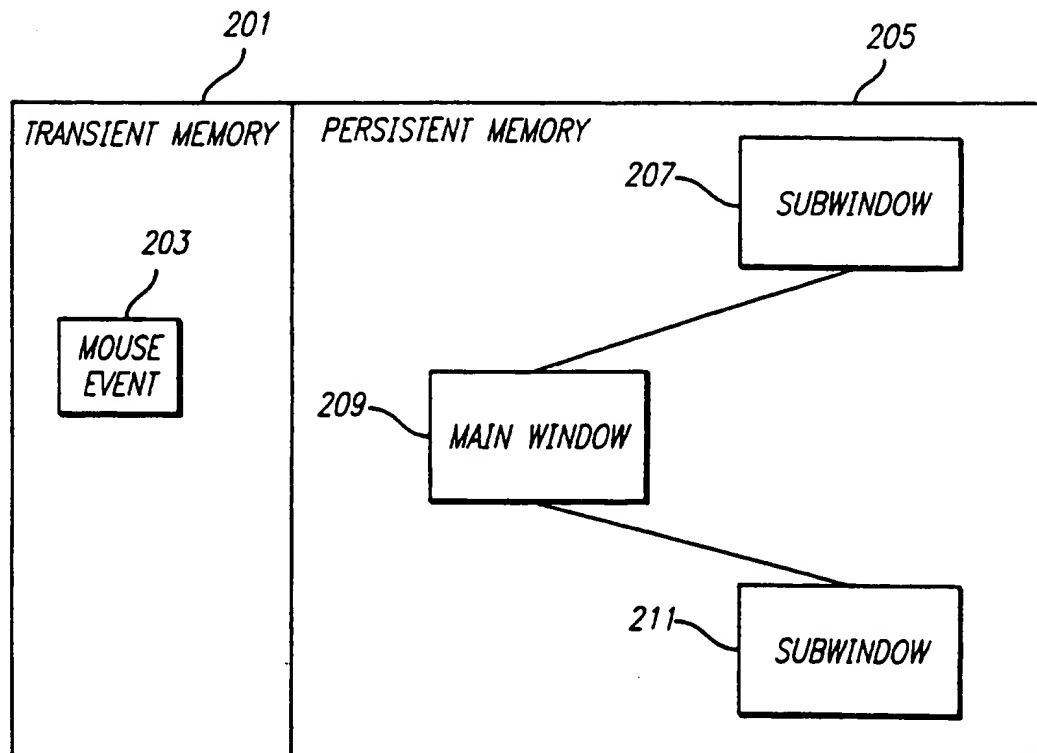 201
205
TRANSIENT MEMORY
PERSISTENT MEMORY
207
SUBWINDOW
203
MOUSE
EVENT
209
MAIN WINDOW
211
SUBWINDOW